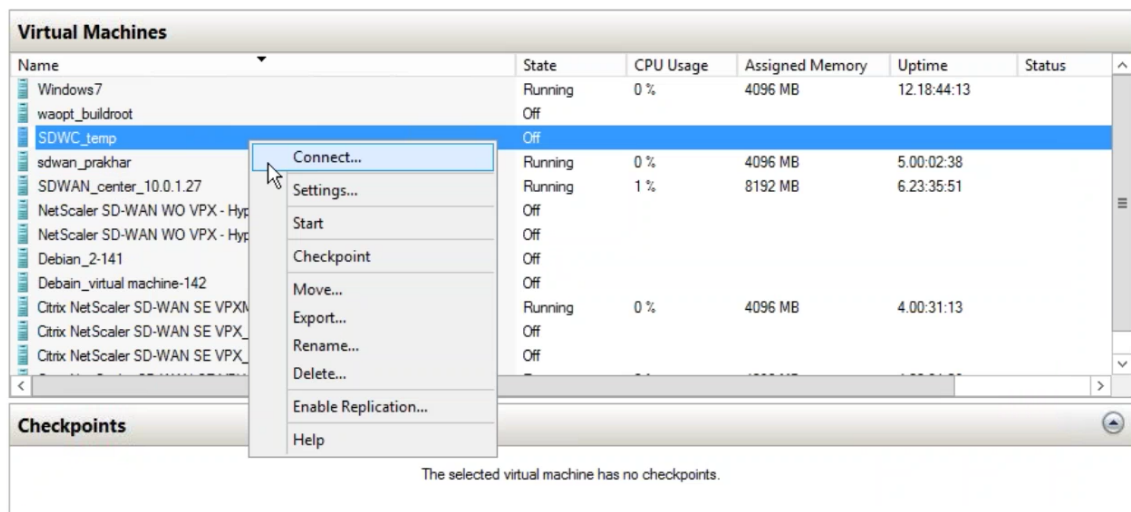 Virtual Machines
Name State CPU Usage Assigned Memory Uptime Status
Windows7 Running 0 % 4096 MB 12.18:44:13
waopt_buildroot Off
SDWC_temp Off
Connect...
sdwan_prakhar Running 0 % 4096 MB 5.00:02:38
SDWAN_center_10.0.1.27 Running 1 % 8192 MB 6.23:35:51
Settings...
NetScaler SD-WAN WO VPX - Hyp Off
Start
NetScaler SD-WAN WO VPX - Hyp Off
Debian_2-141 Off
Checkpoint
Debain_virtual machine-142 Off
Move...
Citrix NetScaler SD-WAN SE VPXM Running 0 % 4096 MB 4.00:31:13
Export...
Citrix NetScaler SD-WAN SE VPX_ Off
Rename...
Citrix NetScaler SD-WAN SE VPX_ Off
Delete...
Enable Replication...
Checkpoints
Help
The selected virtual machine has no checkpoints.